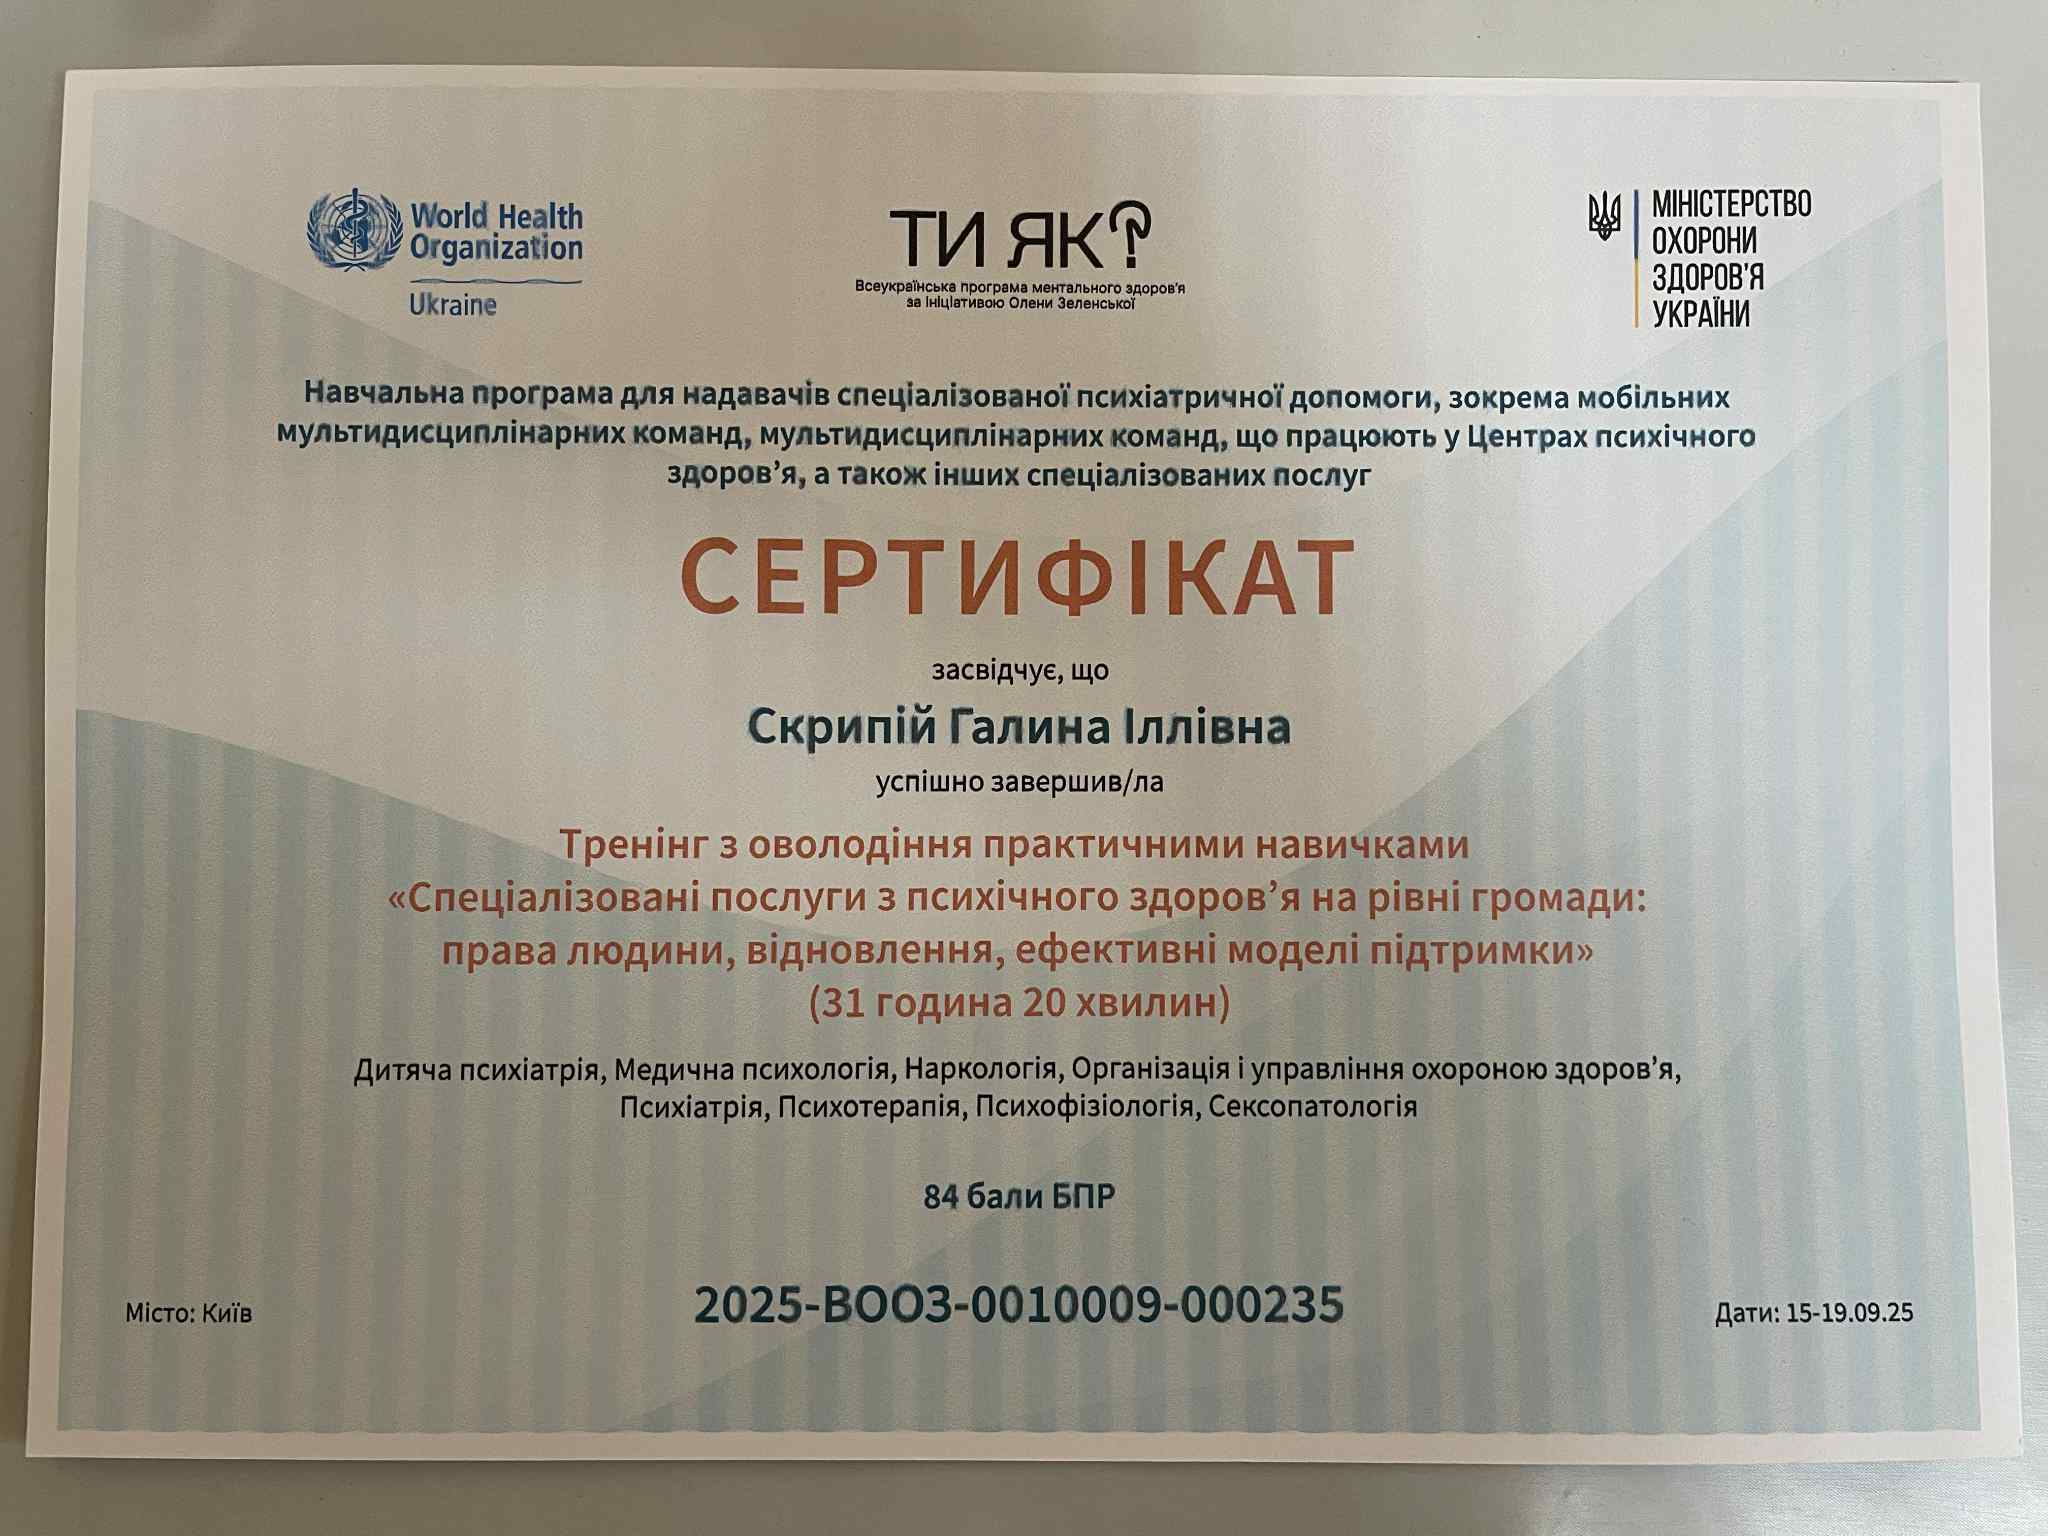 World Health
Organization
Ukraine
ТИ ЯК?
Всеукраїнська програма ментального здоров'я
за ініціативою Олени Зеленської
МІНІСТЕРСТВО
ОХОРОНИ
ЗДОРОВ'Я
УКРАЇНИ
Навчальна програма для надавачів спеціалізованої психіатричної допомоги, зокрема мобільних
мультидисциплінарних команд, мультидисциплінарних команд, що працюють у Центрах психічного
здоров’я, а також інших спеціалізованих послуг
СЕРТИФІКАТ
засвідчує, що
Скрипій Галина Іллівна
успішно завершив/ла
Тренінг з оволодіння практичними навичками
«Спеціалізовані послуги з психічного здоров’я на рівні громади:
права людини, відновлення, ефективні моделі підтримки»
(31 година 20 хвилин)
Дитяча психіатрія, Медична психологія, Наркологія, Організація і управління охороною здоров’я,
Психіатрія, Психотерапія, Психофізіологія, Сексопатологія
84 бали БПР
Місто: Київ
2025-ВООЗ-0010009-000235
Дати: 15-19.09.25